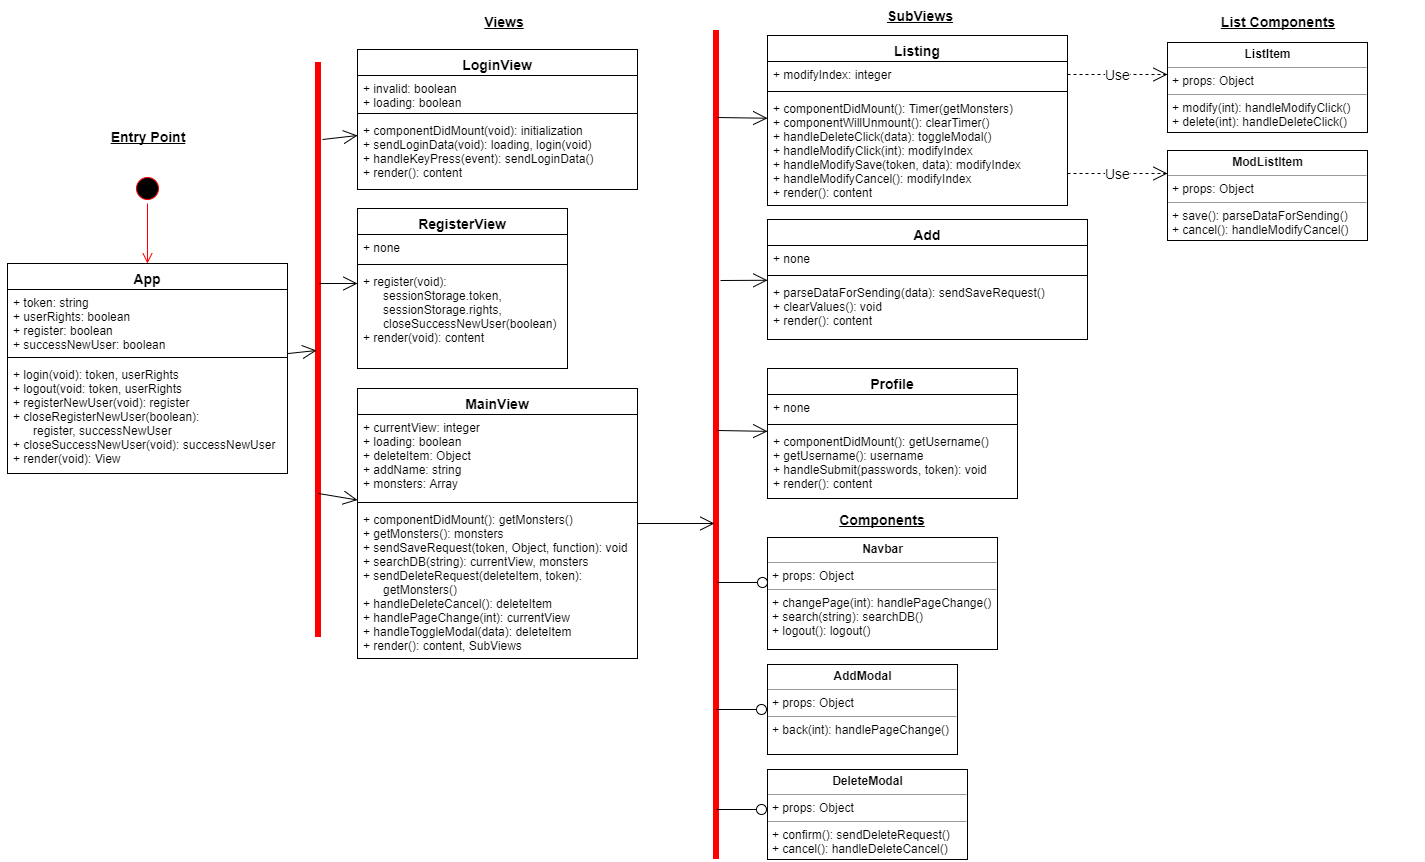 Entry Point
App
+ token: string
+ userRights: boolean
+ register: boolean
+ successNewUser: boolean
+ login(void): token, userRights
+ logout(void: token, userRights
+ registerNewUser(void): register
+ closeRegisterNewUser(boolean):
register, successNewUser
+ closeSuccessNewUser(void): successNewUser
+ render(void): View
Views
LoginView
+ invalid: boolean
+ loading: boolean
+ componentDidMount(void): initialization
+ sendLoginData(void): loading, login(void)
+ handleKeyPress(event): sendLoginData()
+ render(): content
RegisterView
+ none
+ register(void):
sessionStorage.token,
sessionStorage.rights,
closeSuccessNewUser(boolean)
+ render(void): content
MainView
+ currentView: integer
+ loading: boolean
+ deleteItem: Object
+ addName: string
+ monsters: Array
+ componentDidMount(): getMonsters()
+ getMonsters(): monsters
+ sendSaveRequest(token, Object, function): void
+ searchDB(string): currentView, monsters
+ sendDeleteRequest(deleteItem, token):
getMonsters()
+ handleDeleteCancel(): deleteItem
+ handlePageChange(int): currentView
+ handleToggleModal(data): deleteItem
+ render(): content, SubViews
SubViews
Listing
+ modifyIndex: integer
+ componentDidMount(): Timer(getMonsters)
+ componentWillUnmount(): clearTimer()
+ handleDeleteClick(data): toggleModal()
+ handleModifyClick(int): modifyIndex
+ handleModifySave(token, data): modifyIndex
+ handleModifyCancel(): modifyIndex
+ render(): content
Add
+ none
+ parseDataForSending(data): sendSaveRequest()
+ clearValues(): void
+ render(): content
Profile
+ none
+ componentDidMount(): getUsername()
+ getUsername(): username
+ handleSubmit(passwords, token): void
+ render(): content
Components
Navbar
+ props: Object
+ changePage(int): handlePageChange()
+ search(string): searchDB()
+ logout(): logout()
AddModal
+ props: Object
+ back(int): handlePageChange()
DeleteModal
+ props: Object
+ confirm(): sendDeleteRequest()
+ cancel(): handleDeleteCancel()
List Components
Use
ListItem
+ props: Object
+ modify(int): handleModifyClick()
+ delete(int): handleDeleteClick()
Use
ModListItem
+ props: Object
+ save(): parseDataForSending()
+ cancel(): handleModifyCancel()